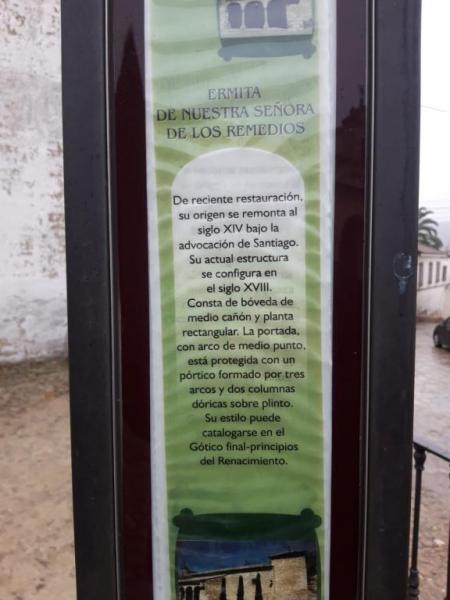 ERMITA
DE NUESTRA SEÑORA
DE LOS REMEDIOS
De reciente restauración,
su origen se remonta al
siglo XIV bajo la
advocación de Santiago.
Su actual estructura
se configura en
el siglo XVIII.
Consta de bóveda de
medio cañón y planta
rectangular. La portada,
con arco de medio punto,
está protegida con un
pórtico formado por tres
arcos y dos columnas
dóricas sobre plinto.
Su estilo puede
catalogarse en el
Gótico final-principios
del Renacimiento.